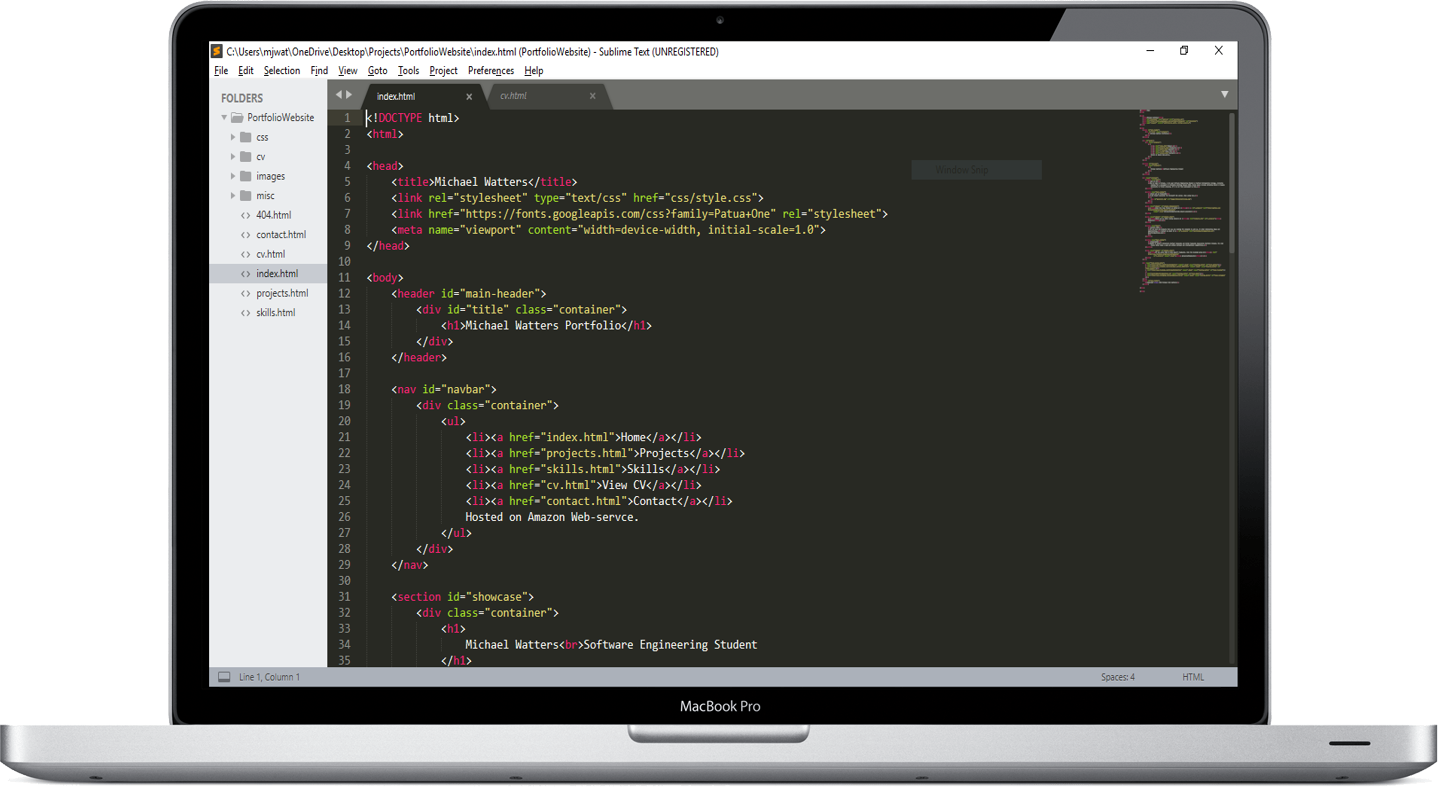 C:\Users\mjwat\OneDrive\Desktop\Projects\PortfolioWebsite\index.html (PortfolioWebsite) - Sublime Text (UNREGISTERED)
File Edit Selection Find View Goto Tools Project Preferences Help
FOLDERS
PortfolioWebsite
css
cv
images
misc
404.html
contact.html
cv.html
index.html
projects.html
skills.html
index.html cv.html
1 <!DOCTYPE html>
2 <html>
3
4 <head>
5 <title>Michael Watters</title>
6 <link rel="stylesheet" type="text/css" href="css/style.css">
7 <link href="https://fonts.googleapis.com/css?family=Patua+One" rel="stylesheet">
8 <meta name="viewport" content="width=device-width, initial-scale=1.0">
9 </head>
10
11 <body>
12 <header id="main-header">
13 <div id="title" class="container">
14 <h1>Michael Watters Portfolio</h1>
15 </div>
16 </header>
17
18 <nav id="navbar">
19 <div class="container">
20 <ul>
21 <li><a href="index.html">Home</a></li>
22 <li><a href="projects.html">Projects</a></li>
23 <li><a href="skills.html">Skills</a></li>
24 <li><a href="cv.html">View CV</a></li>
25 <li><a href="contact.html">Contact</a></li>
26 Hosted on Amazon Web-servce.
27 </ul>
28 </div>
29 </nav>
30
31 <section id="showcase">
32 <div class="container">
33 <h1>
34 Michael Watters<br>Software Engineering Student
35 </h1>
Window Snip
Line 1, Column 1
Spaces: 4
HTML
MacBook Pro